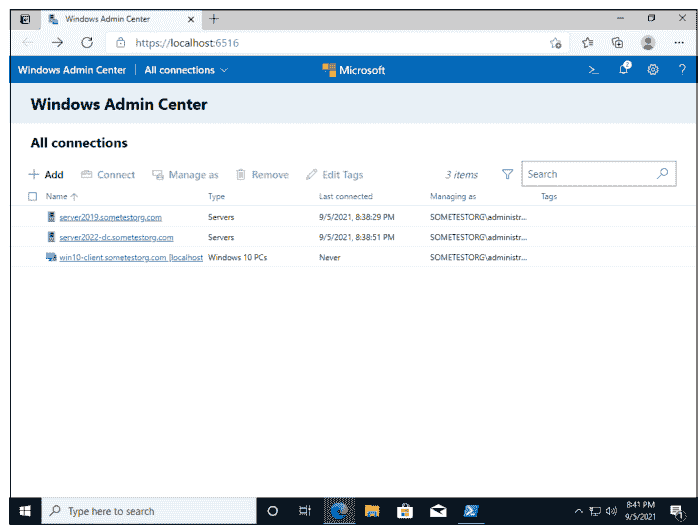 Windows Admin Center
https://localhost:6516
Windows Admin Center All connections Microsoft 2 ?
Windows Admin Center
All connections
Add Connect Manage as Remove Edit Tags 3 items Search
Name Type Last connected Managing as Tags
server2019.sometestorg.com Servers 9/5/2021, 8:38:29 PM SOMETESTORG\administr...
server2022-dc.sometestorg.com Servers 9/5/2021, 8:38:51 PM SOMETESTORG\administr...
win10-client.sometestorg.com [localhost Windows 10 PCs Never SOMETESTORG\administr...
Type here to search 8:41 PM
9/5/2021 1